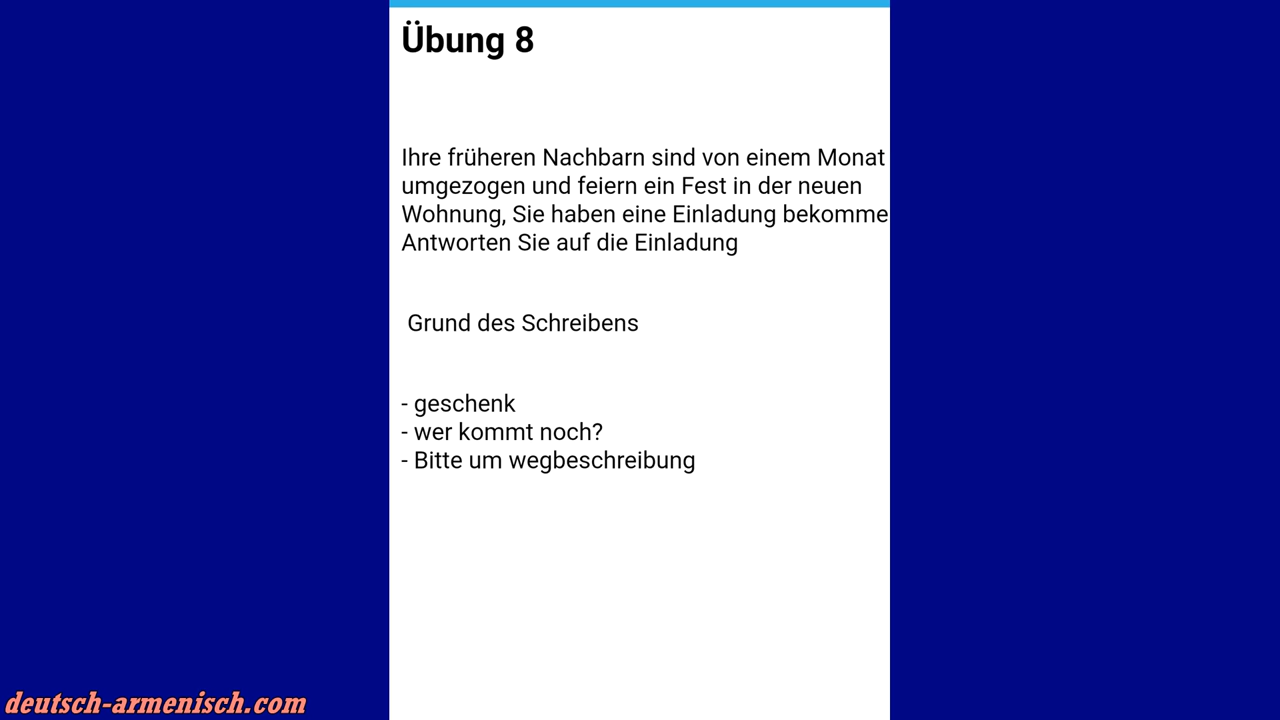 Übung 8
Ihre früheren Nachbarn sind von einem Monat
umgezogen und feiern ein Fest in der neuen
Wohnung, Sie haben eine Einladung bekomme
Antworten Sie auf die Einladung
Grund des Schreibens
- geschenk
- wer kommt noch?
- Bitte um wegbeschreibung
deutsch-armenisch.com